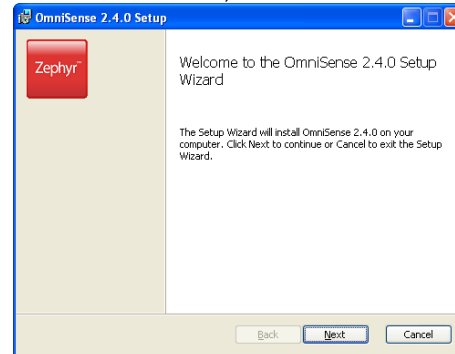 OmniSense 2.4.0 Setup
Zephyr™
Welcome to the OmniSense 2.4.0 Setup
Wizard
The Setup Wizard will install OmniSense 2.4.0 on your
computer. Click Next to continue or Cancel to exit the Setup
Wizard.
Back Next Cancel